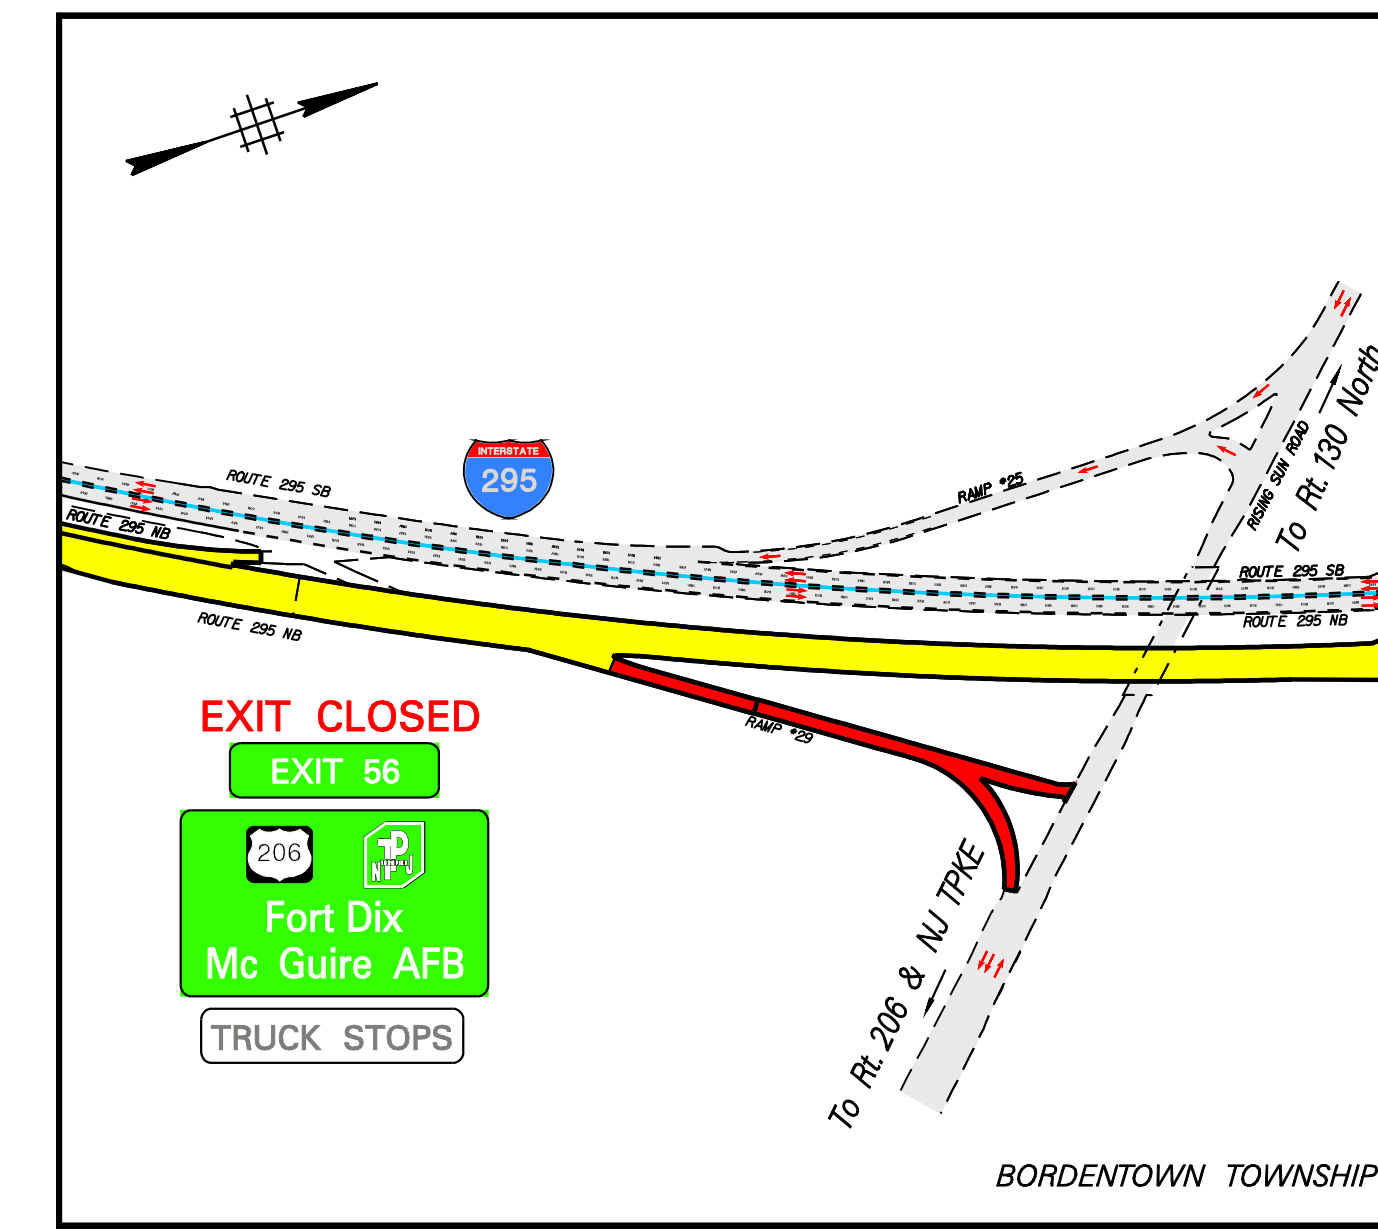 To Rt. 130 North
RISING SUN ROAD
INTERSTATE
295
ROUTE 295 SB
RAMP #25
ROUTE 295 NB
ROUTE 295 SB
ROUTE 295 NB
ROUTE 295 NB
EXIT CLOSED
RAMP #29
EXIT 56
206
NJTP
Fort Dix
Mc Guire AFB
To Rt. 206 & NJ TPKE
TRUCK STOPS
BORDENTOWN TOWNSHIP